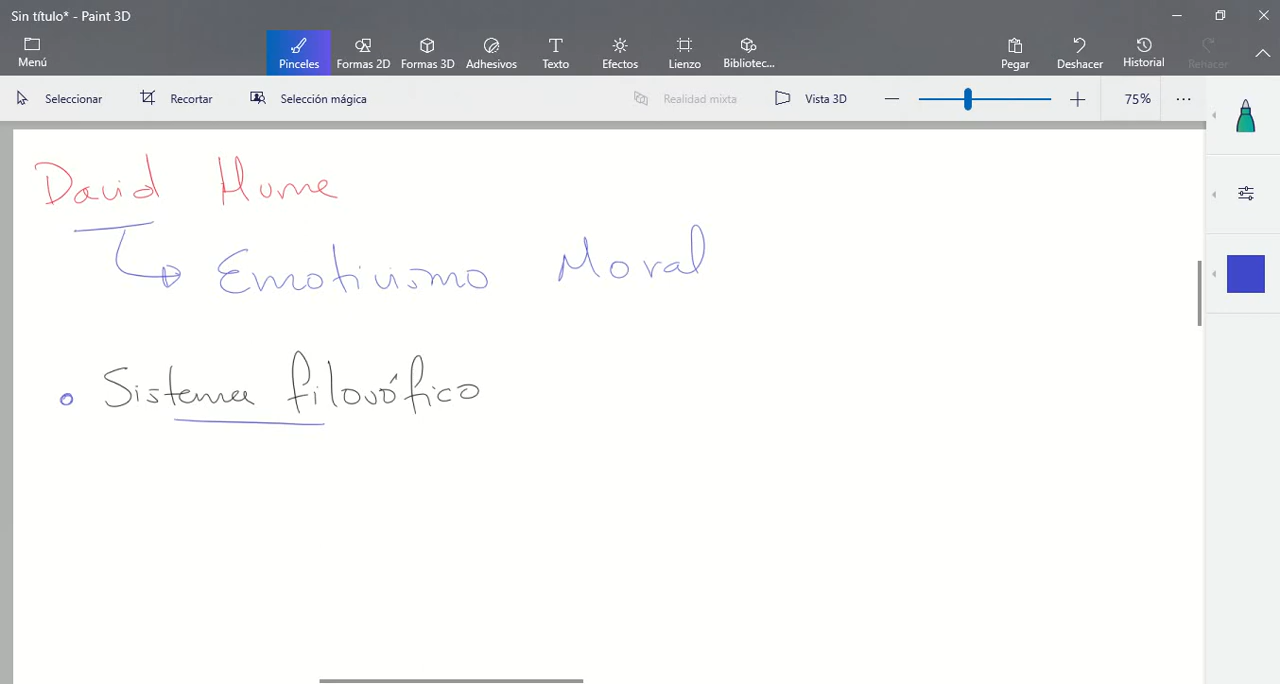 Sin título* - Paint 3D
Menú
Pinceles
Formas 2D
Formas 3D
Adhesivos
Texto
Efectos
Lienzo
Bibliotec...
Pegar
Deshacer
Historial
Rehacer
Seleccionar
Recortar
Selección mágica
Realidad mixta
Vista 3D
75%
David Hume
Emotivismo Moral
Sistema filosófico